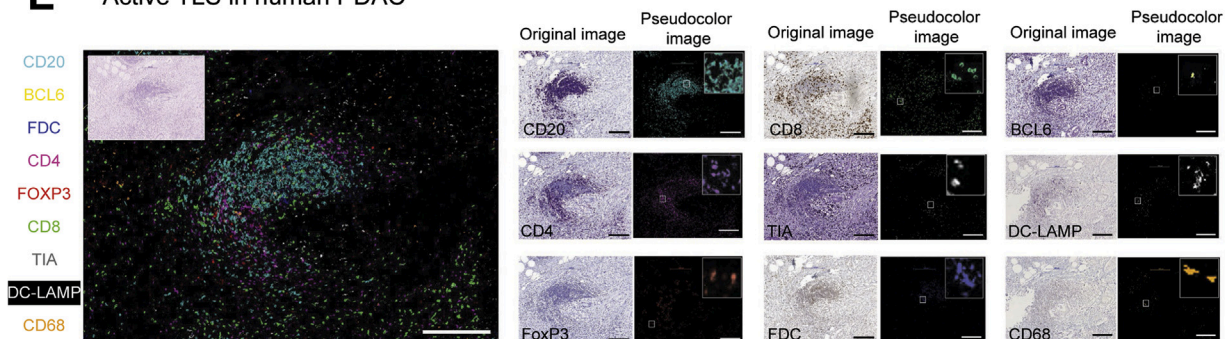 E Active TLS in human PDAC
CD20
BCL6
FDC
CD4
FOXP3
CD8
TIA
DC-LAMP
CD68
Original image
Pseudocolor
image
Original image
Pseudocolor
image
Original image
Pseudocolor
image
CD20
CD8
BCL6
CD4
TIA
DC-LAMP
FoxP3
FDC
CD68